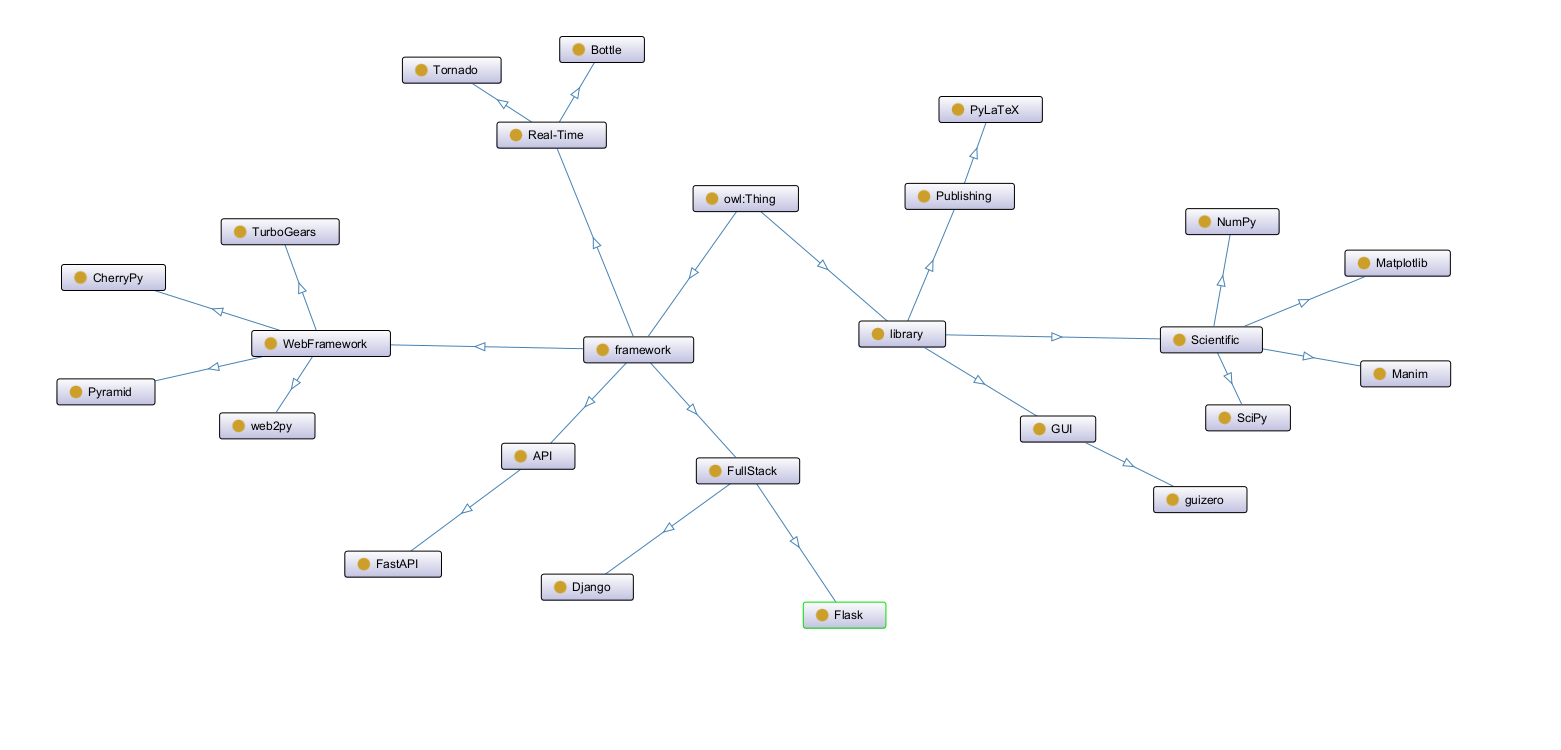 Bottle
Tornado
PyLaTeX
Real-Time
Publishing
owl:Thing
NumPy
TurboGears
Matplotlib
CherryPy
library
Scientific
WebFramework
framework
Manim
Pyramid
SciPy
web2py
GUI
API
FullStack
guizero
FastAPI
Django
Flask